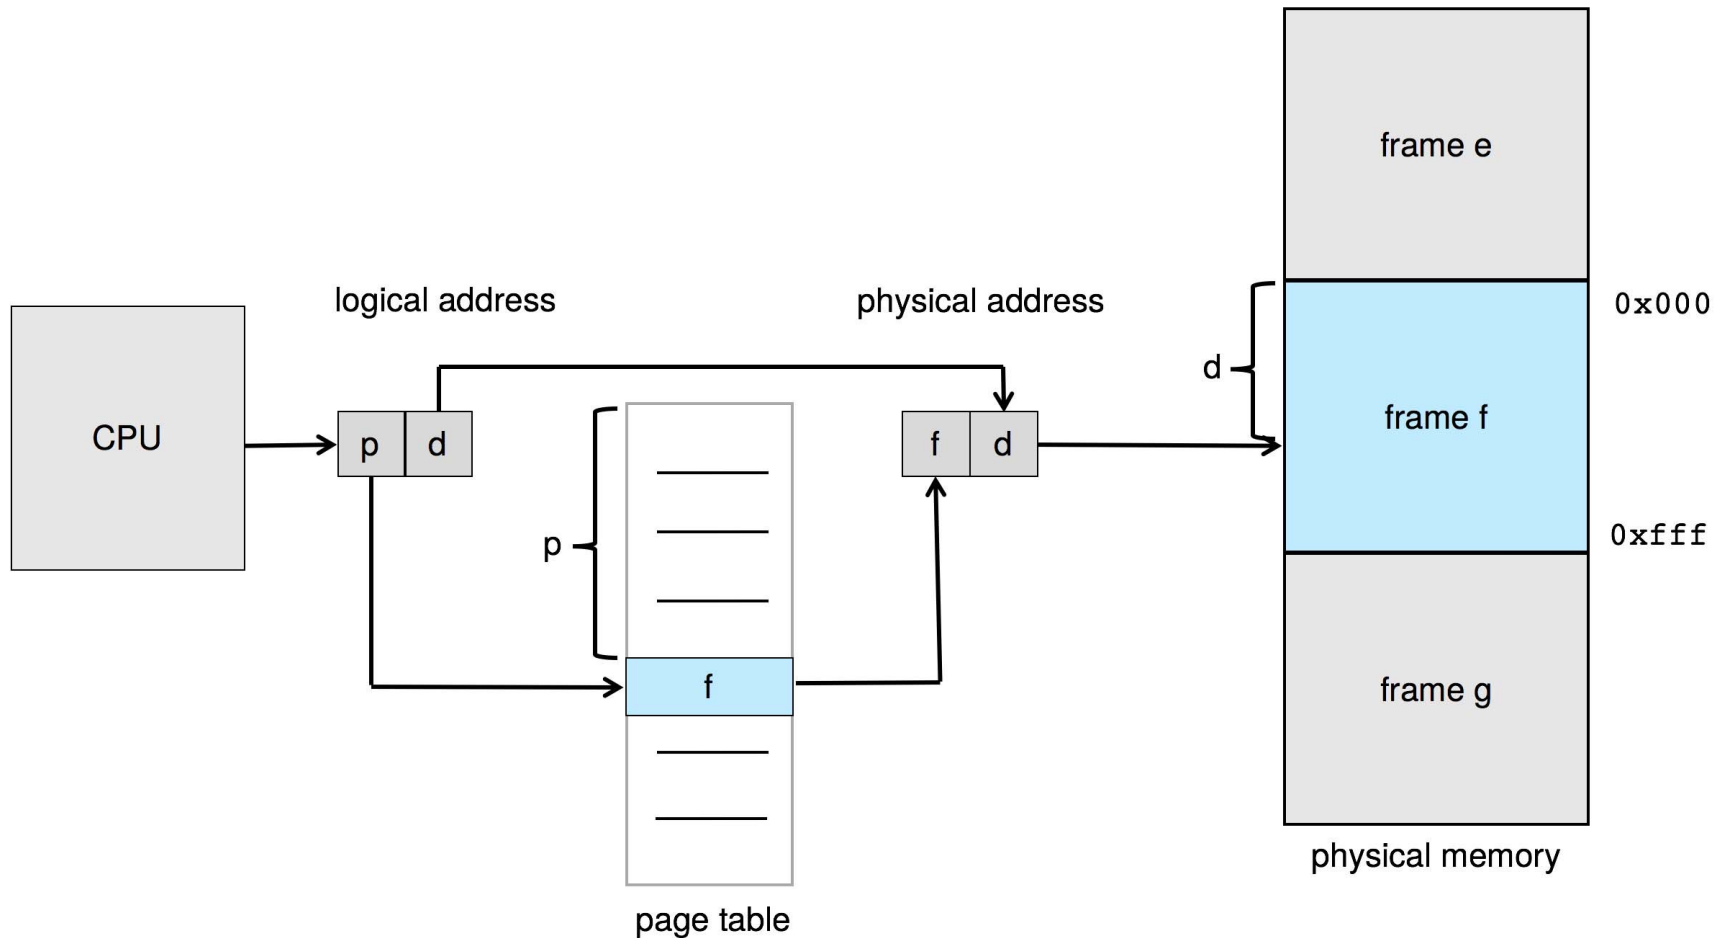 frame e
logical address
physical address
0x000
d
CPU
p d
f d
frame f
p
0xfff
f
frame g
physical memory
page table